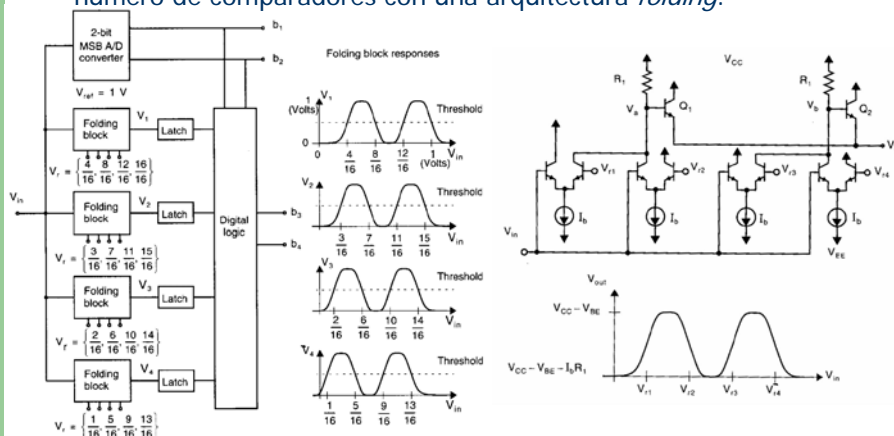 número de comparadores con una arquitectura folding.
2-bit
MSB A/D
converter
b1
b2
Vref = 1 V
Folding
block
V1
Latch
Vr = {4/16, 8/16, 12/16, 16/16}
Vin
Folding
block
V2
Latch
Vr = {3/16, 7/16, 11/16, 15/16}
Folding
block
V3
Latch
Vr = {2/16, 6/16, 10/16, 14/16}
Folding
block
V4
Latch
Vr = {1/16, 5/16, 9/16, 13/16}
Digital
logic
b3
b4
Folding block responses
1
(Volts)
V1
Threshold
0
0
4/16 8/16 12/16 1
(Volts)
Vin
V2
Threshold
3/16 7/16 11/16 15/16
Vin
V3
Threshold
2/16 6/16 10/16 14/16
Vin
V4
Threshold
1/16 5/16 9/16 13/16
Vin
VCC
R1
Va
Q1
R1
Vb
Q2
Vr1
Vr2
Vr3
Vr4
Ib
Ib
Ib
Ib
Vin
VEE
Vout
VCC – VBE
VCC – VBE – IbR1
Vr1 Vr2 Vr3 Vr4
Vin